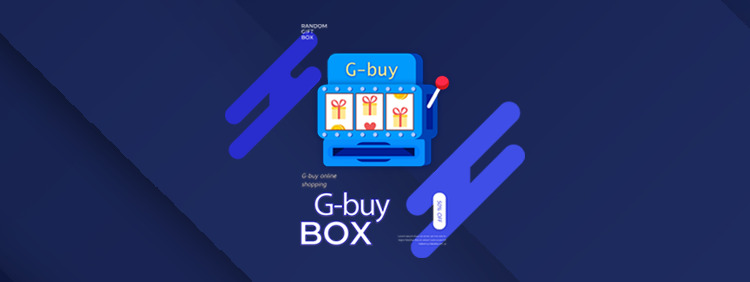 RANDOM
GIFT
BOX
G-buy
G-buy online
shopping
G-buy
BOX
50% OFF